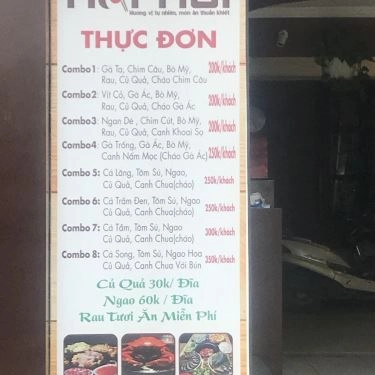 Hương vị tự nhiên, món ăn thuần khiết
THỰC ĐƠN
Combo1 : Gà Ta, Chim Câu, Bò Mỹ, 200k/khách
Rau, Củ Quả, Cháo Chim Câu
Combo2: Vịt Cỏ, Gà Ác, Bò Mỹ, 200k/khách
Rau, Củ Quả, Cháo Gà Ác
Combo3 : Ngan Dé , Chim Cút, Bò Mỹ, 200k/khách
Rau, Củ Quả, Canh Khoai Sọ
Combo4: Gà Trống, Gà Ác, Bò Mỹ, 250k/khách
Canh Nấm Mọc (Cháo Gà Ác)
Combo 5: Cá Lăng, Tôm Sú, Ngao,
Củ Quả, Canh Chua(cháo) 250k/khách
Combo 6: Cá Trắm Đen, Tôm Sú, Ngao,
Củ Quả, Canh Chua(cháo) 250k/khách
Combo 7: Cá Tầm, Tôm Sú, Ngao
Củ Quả, Canh Chua(cháo) 300k/khách
Combo 8: Cá Song, Tôm Sú, Ngao Hoa
Củ Quả, Canh Chua Với Bún 350k/khách
Củ Quả 30k/ Đĩa
Ngao 60k / Đĩa
Rau Tươi Ăn Miễn Phí